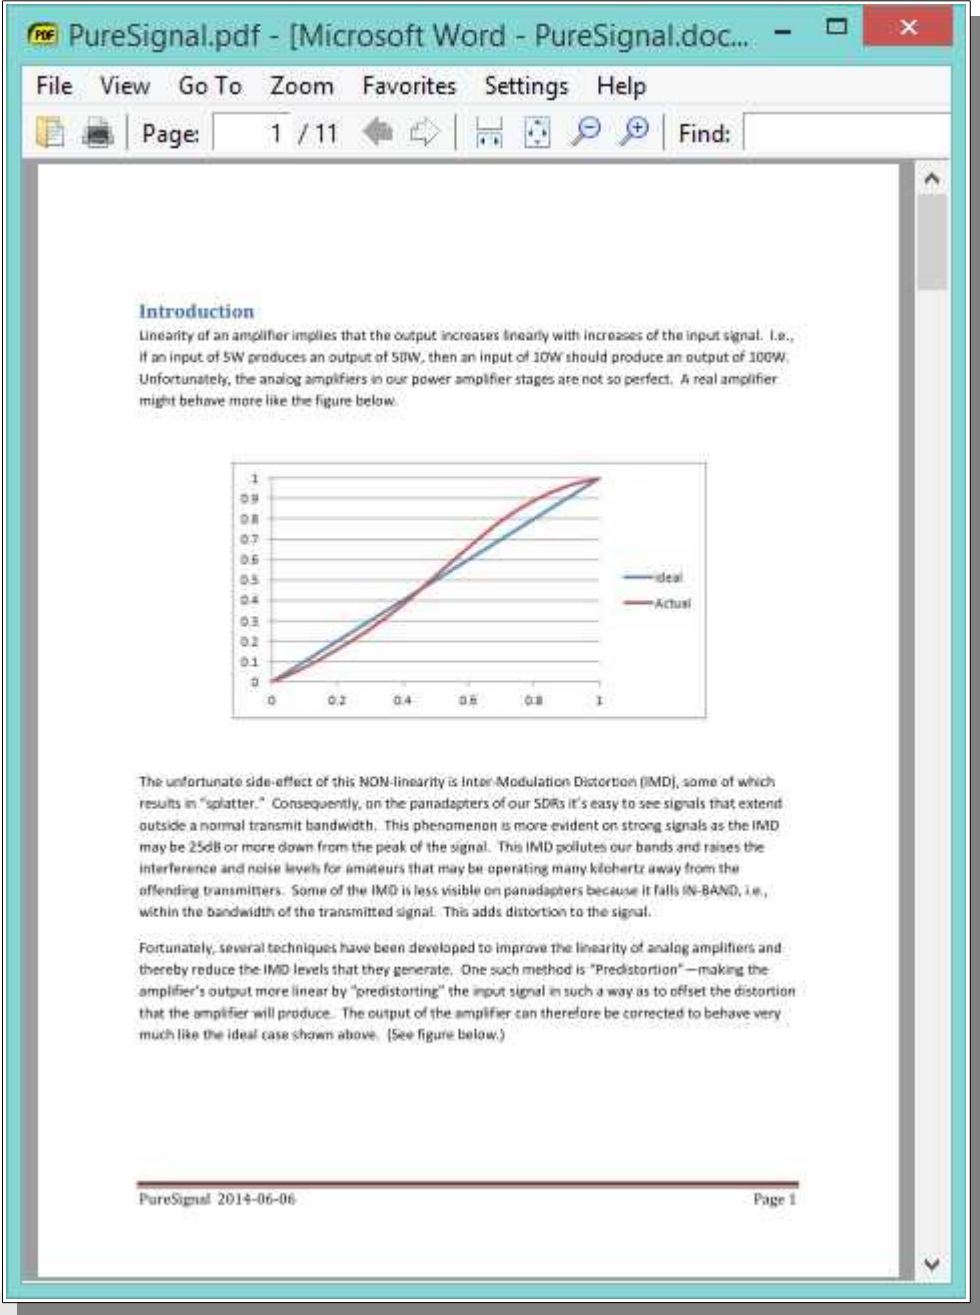 PDF PureSignal.pdf - [Microsoft Word - PureSignal.doc...
File View Go To Zoom Favorites Settings Help
Page: 1 / 11 Find:
Introduction
Linearity of an amplifier implies that the output increases linearly with increases of the input signal. I.e.,
if an input of 5W produces an output of 50W, then an input of 10W should produce an output of 100W.
Unfortunately, the analog amplifiers in our power amplifier stages are not so perfect. A real amplifier
might behave more like the figure below.
1
0.9
0.8
0.7
0.6
0.5
0.4
0.3
0.2
0.1
0
0 0.2 0.4 0.6 0.8 1
Ideal
Actual
The unfortunate side-effect of this NON-linearity is Inter-Modulation Distortion (IMD), some of which
results in "splatter." Consequently, on the panadapters of our SDRs it's easy to see signals that extend
outside a normal transmit bandwidth. This phenomenon is more evident on strong signals as the IMD
may be 25dB or more down from the peak of the signal. This IMD pollutes our bands and raises the
interference and noise levels for amateurs that may be operating many kilohertz away from the
offending transmitters. Some of the IMD is less visible on panadapters because it falls IN-BAND, i.e.,
within the bandwidth of the transmitted signal. This adds distortion to the signal.
Fortunately, several techniques have been developed to improve the linearity of analog amplifiers and
thereby reduce the IMD levels that they generate. One such method is "Predistortion"—making the
amplifier's output more linear by "predistorting" the input signal in such a way as to offset the distortion
that the amplifier will produce. The output of the amplifier can therefore be corrected to behave very
much like the ideal case shown above. (See figure below.)
PureSignal 2014-06-06 Page 1